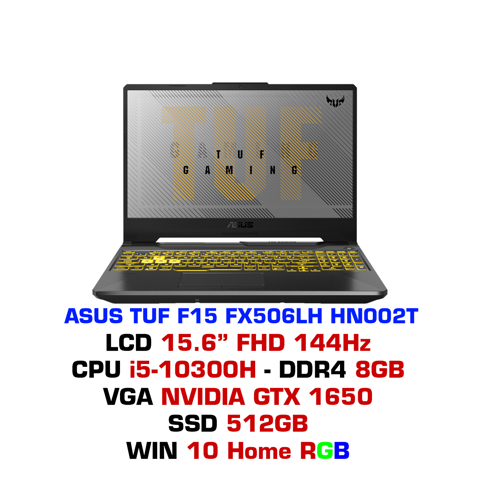 TUF
GAMING
TUF
GAMING
ASUS
ASUS TUF F15 FX506LH HN002T
LCD 15.6” FHD 144Hz
CPU i5-10300H - DDR4 8GB
VGA NVIDIA GTX 1650
SSD 512GB
WIN 10 Home RGB